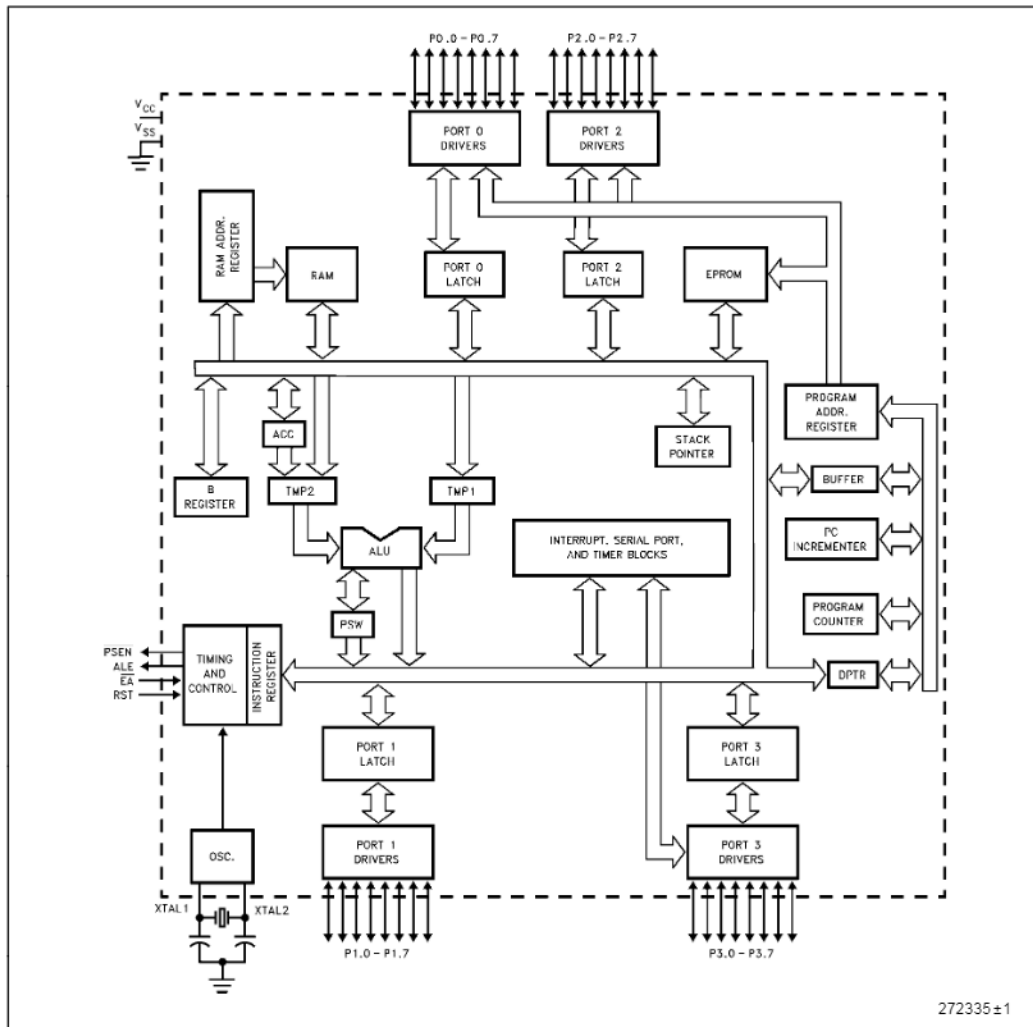 P0.0 – P0.7
P2.0 – P2.7
VCC
VSS
PORT 0
DRIVERS
PORT 2
DRIVERS
RAM ADDR.
REGISTER
RAM
PORT 0
LATCH
PORT 2
LATCH
EPROM
PROGRAM
ADDR.
REGISTER
ACC
STACK
POINTER
B
REGISTER
TMP2
TMP1
BUFFER
ALU
INTERRUPT, SERIAL PORT,
AND TIMER BLOCKS
PC
INCREMENTER
PSW
PROGRAM
COUNTER
PSEN
ALE
EA
RST
TIMING
AND
CONTROL
INSTRUCTION
REGISTER
DPTR
PORT 1
LATCH
PORT 3
LATCH
OSC.
PORT 1
DRIVERS
PORT 3
DRIVERS
XTAL1
XTAL2
P1.0 – P1.7
P3.0 – P3.7
272335±1